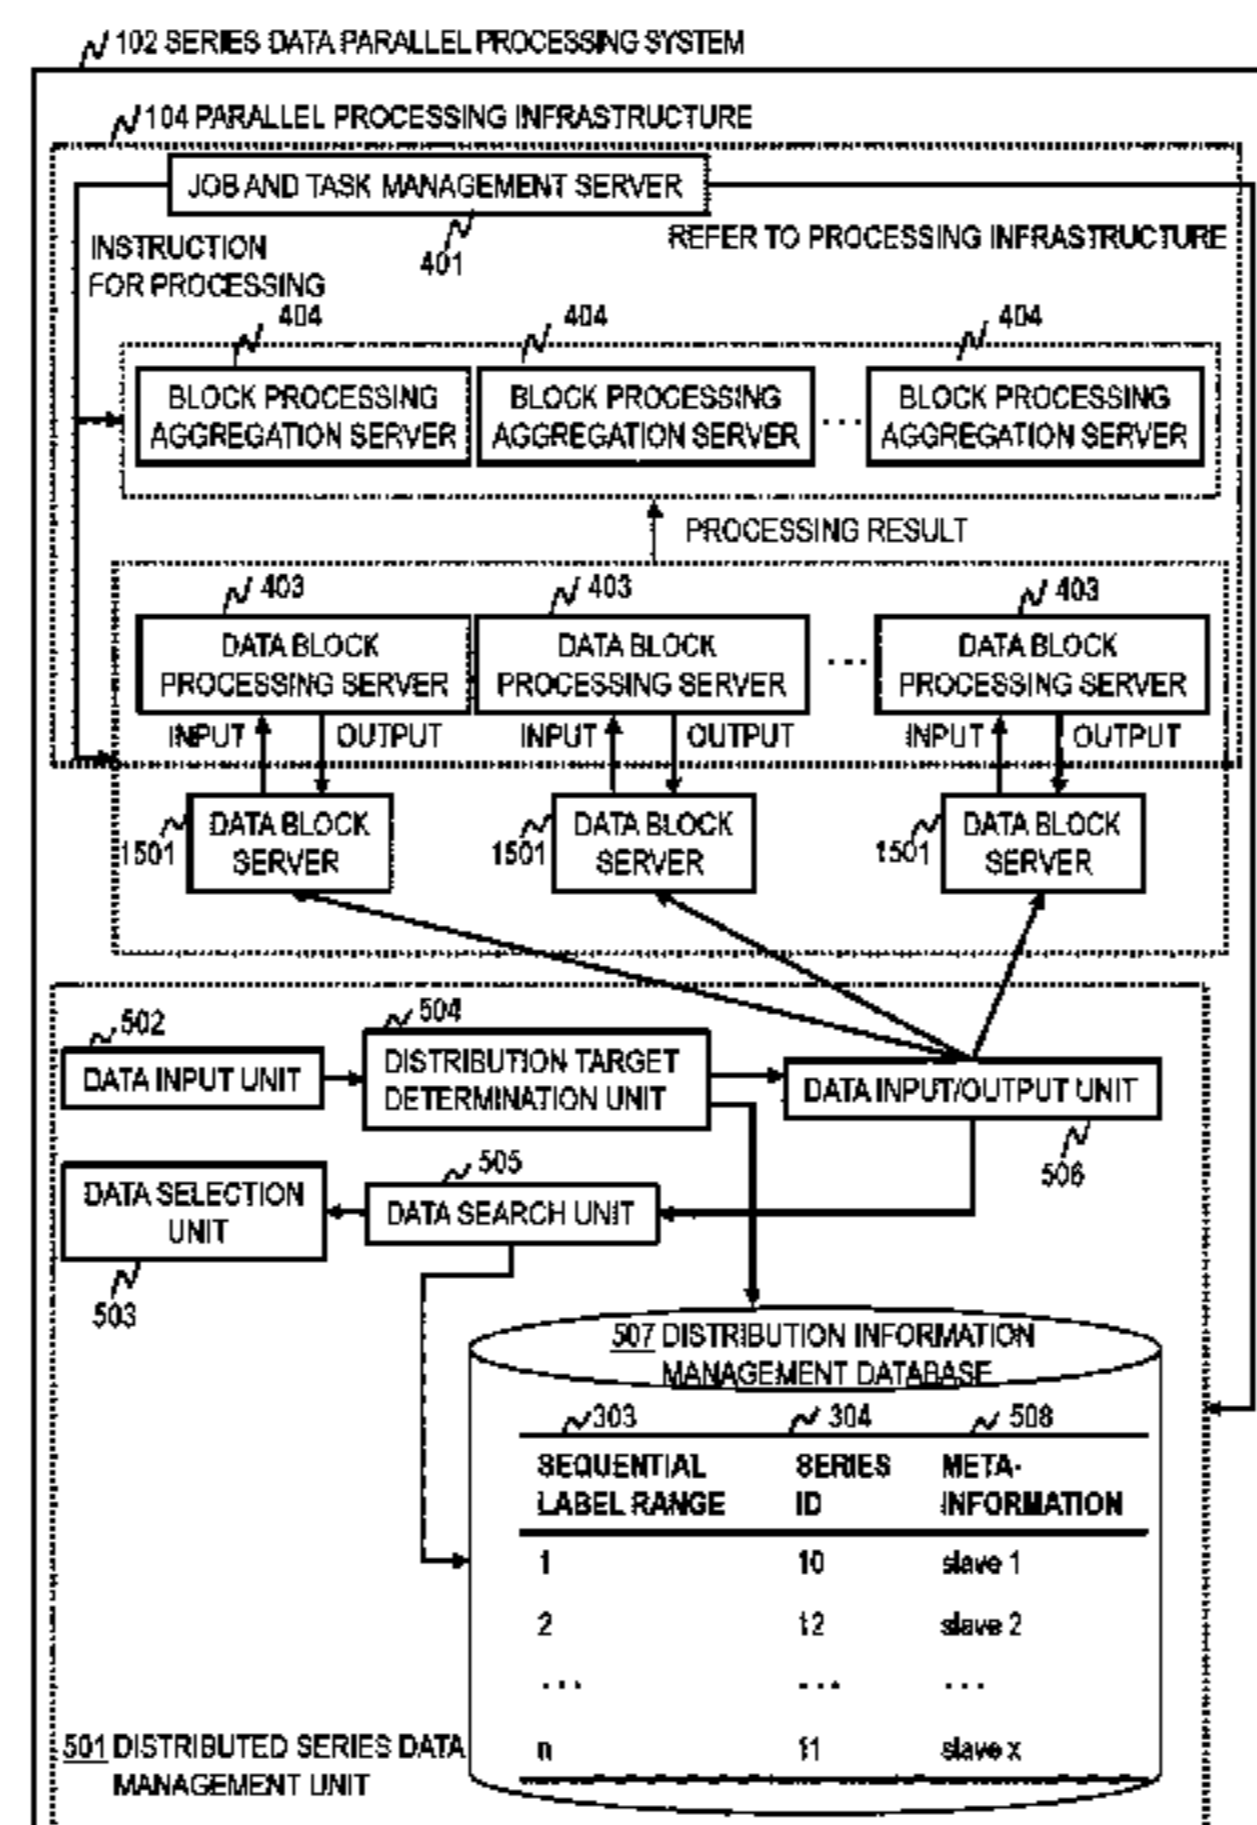 102 SERIES DATA PARALLEL PROCESSING SYSTEM
104 PARALLEL PROCESSING INFRASTRUCTURE
JOB AND TASK MANAGEMENT SERVER
401
REFER TO PROCESSING INFRASTRUCTURE
INSTRUCTION
FOR PROCESSING
404 404 404
BLOCK PROCESSING
AGGREGATION SERVER
BLOCK PROCESSING
AGGREGATION SERVER
...
BLOCK PROCESSING
AGGREGATION SERVER
PROCESSING RESULT
403 403 403
DATA BLOCK
PROCESSING SERVER
DATA BLOCK
PROCESSING SERVER
...
DATA BLOCK
PROCESSING SERVER
INPUT OUTPUT INPUT OUTPUT INPUT OUTPUT
1501
DATA BLOCK
SERVER
1501
DATA BLOCK
SERVER
1501
DATA BLOCK
SERVER
502
DATA INPUT UNIT
504
DISTRIBUTION TARGET
DETERMINATION UNIT
DATA INPUT/OUTPUT UNIT
506
505
DATA SEARCH UNIT
DATA SELECTION
UNIT
503
507 DISTRIBUTION INFORMATION
MANAGEMENT DATABASE
303 304 508
SEQUENTIAL
LABEL RANGE
SERIES
ID
META-
INFORMATION
1 10 slave 1
2 12 slave 2
... ... ...
n 11 slave x
501 DISTRIBUTED SERIES DATA
MANAGEMENT UNIT